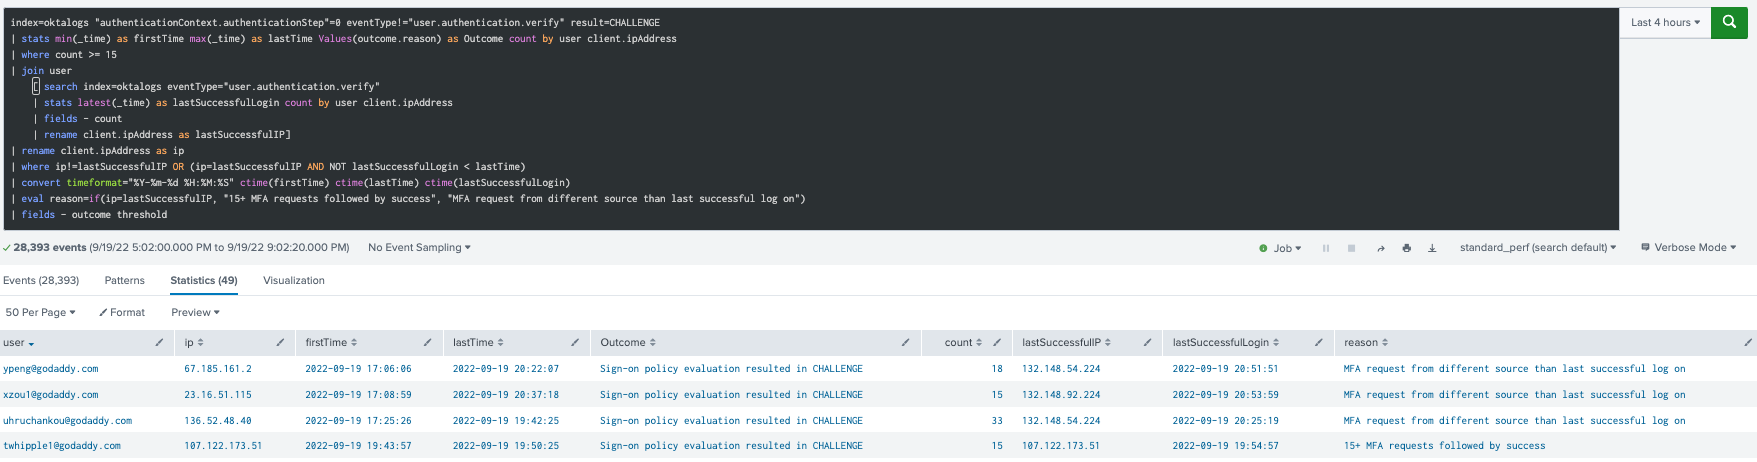 index=oktalogs "authenticationContext.authenticationStep"=0 eventType!="user.authentication.verify" result=CHALLENGE
| stats min(_time) as firstTime max(_time) as lastTime Values(outcome.reason) as Outcome count by user client.ipAddress
| where count >= 15
| join user
[ search index=oktalogs eventType="user.authentication.verify"
| stats latest(_time) as lastSuccessfulLogin count by user client.ipAddress
| fields - count
| rename client.ipAddress as lastSuccessfulIP]
| rename client.ipAddress as ip
| where ip!=lastSuccessfulIP OR (ip=lastSuccessfulIP AND NOT lastSuccessfulLogin < lastTime)
| convert timeformat="%Y-%m-%d %H:%M:%S" ctime(firstTime) ctime(lastTime) ctime(lastSuccessfulLogin)
| eval reason=if(ip=lastSuccessfulIP, "15+ MFA requests followed by success", "MFA request from different source than last successful log on")
| fields - outcome threshold
Last 4 hours
28,393 events (9/19/22 5:02:00.000 PM to 9/19/22 9:02:20.000 PM) No Event Sampling Job standard_perf (search default) Verbose Mode
Events (28,393) Patterns Statistics (49) Visualization
50 Per Page Format Preview
user ip firstTime lastTime Outcome count lastSuccessfulIP lastSuccessfulLogin reason
ypeng@godaddy.com 67.185.161.2 2022-09-19 17:06:06 2022-09-19 20:22:07 Sign-on policy evaluation resulted in CHALLENGE 18 132.148.54.224 2022-09-19 20:51:51 MFA request from different source than last successful log on
xzou1@godaddy.com 23.16.51.115 2022-09-19 17:08:59 2022-09-19 20:37:18 Sign-on policy evaluation resulted in CHALLENGE 15 132.148.92.224 2022-09-19 20:53:59 MFA request from different source than last successful log on
uhruchankou@godaddy.com 136.52.48.40 2022-09-19 17:25:26 2022-09-19 19:42:25 Sign-on policy evaluation resulted in CHALLENGE 33 132.148.54.224 2022-09-19 20:25:19 MFA request from different source than last successful log on
twhipple1@godaddy.com 107.122.173.51 2022-09-19 19:43:57 2022-09-19 19:50:25 Sign-on policy evaluation resulted in CHALLENGE 15 107.122.173.51 2022-09-19 19:54:57 15+ MFA requests followed by success